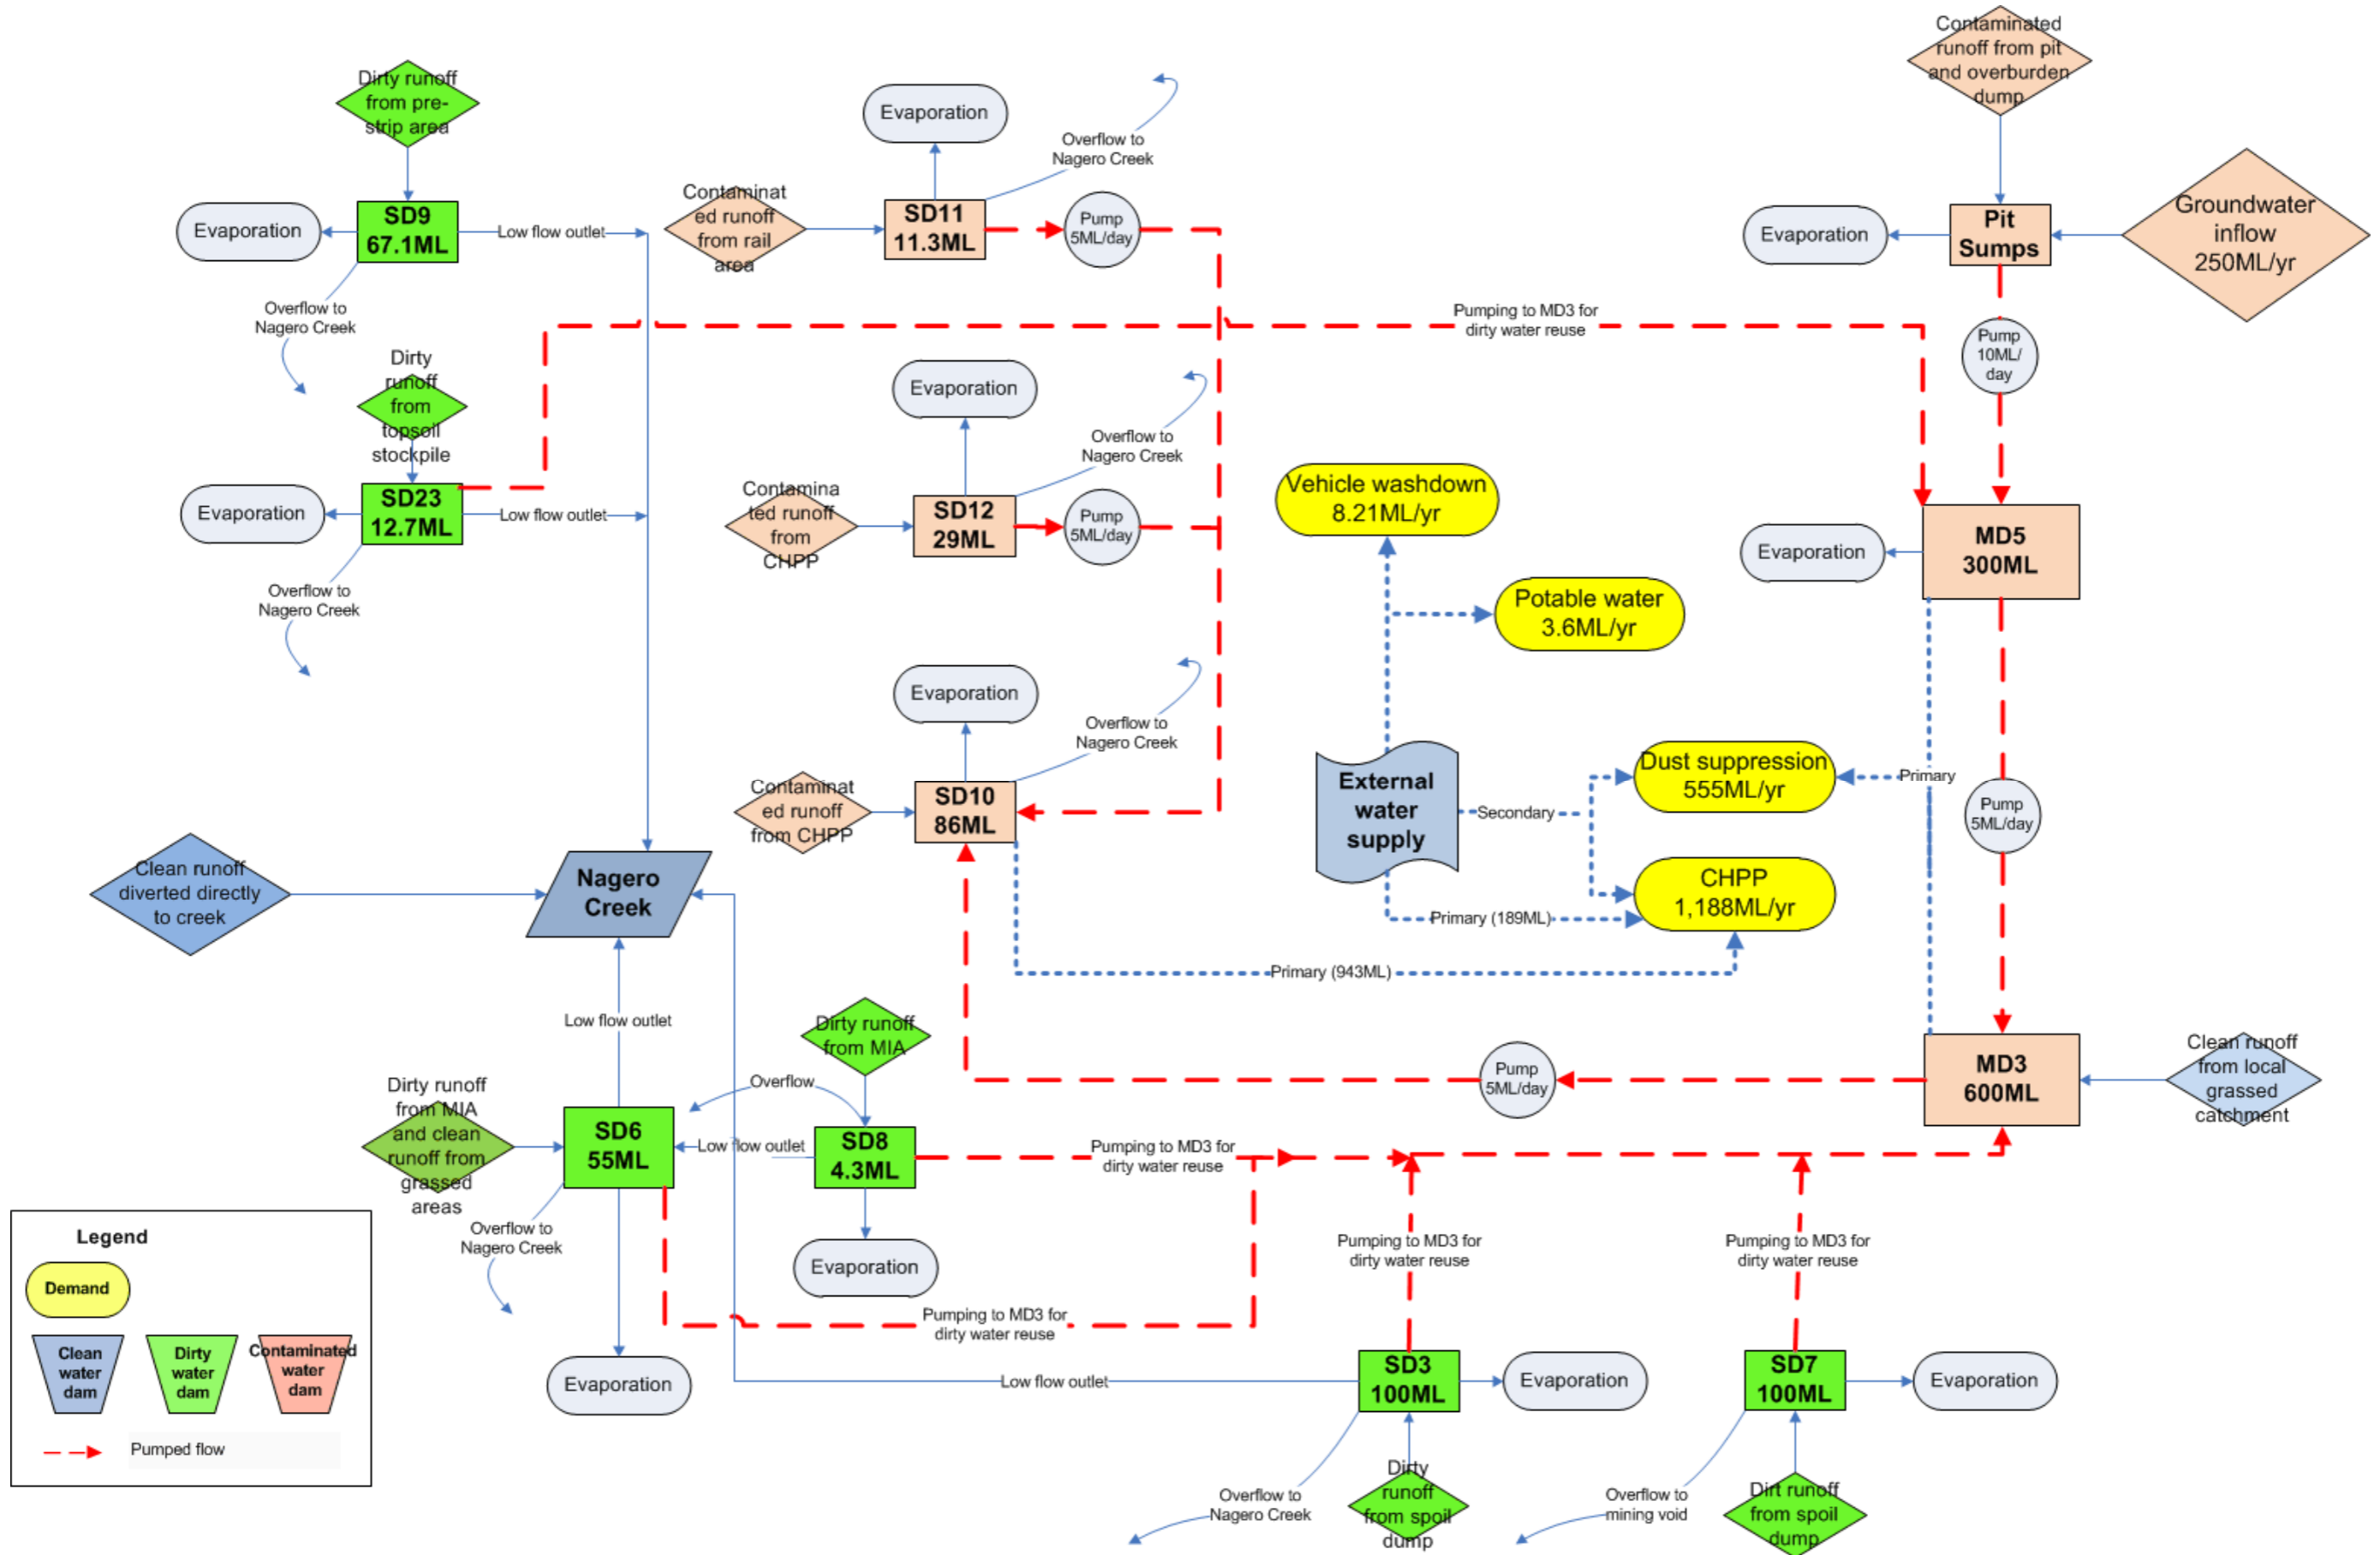 Contaminated
runoff from pit
and overburden
dump
Dirty runoff
from pre-
strip area
Evaporation
Overflow to
Nagero Creek
Contaminat
ed runoff
from rail
area
SD11
11.3ML
Pump
5ML/day
SD9
67.1ML
Evaporation
Low flow outlet
Overflow to
Nagero Creek
Evaporation
Pit
Sumps
Groundwater
inflow
250ML/yr
Pumping to MD3 for
dirty water reuse
Pump
10ML/
day
Dirty
runoff
from
topsoil
stockpile
Evaporation
SD23
12.7ML
Low flow outlet
Overflow to
Nagero Creek
Evaporation
Overflow to
Nagero Creek
Contamina
ted runoff
from
CHPP
SD12
29ML
Pump
5ML/day
Vehicle washdown
8.21ML/yr
Potable water
3.6ML/yr
Evaporation
MD5
300ML
Evaporation
Overflow to
Nagero Creek
Contaminat
ed runoff
from CHPP
SD10
86ML
External
water
supply
Secondary
Dust suppression
555ML/yr
Primary
Pump
5ML/day
CHPP
1,188ML/yr
Primary (189ML)
Primary (943ML)
Clean runoff
diverted directly
to creek
Nagero
Creek
Low flow outlet
Dirty runoff
from MIA
Overflow
Dirty runoff
from MIA
and clean
runoff from
grassed
areas
SD6
55ML
Low flow outlet
SD8
4.3ML
Pumping to MD3 for
dirty water reuse
Pump
5ML/day
MD3
600ML
Clean runoff
from local
grassed
catchment
Overflow to
Nagero Creek
Evaporation
Pumping to MD3 for
dirty water reuse
Pumping to MD3 for
dirty water reuse
Pumping to MD3 for
dirty water reuse
Evaporation
Low flow outlet
SD3
100ML
Evaporation
SD7
100ML
Evaporation
Overflow to
Nagero Creek
Dirty
runoff
from spoil
dump
Overflow to
mining void
Dirt runoff
from spoil
dump
Legend
Demand
Clean
water
dam
Dirty
water
dam
Contaminated
water
dam
Pumped flow